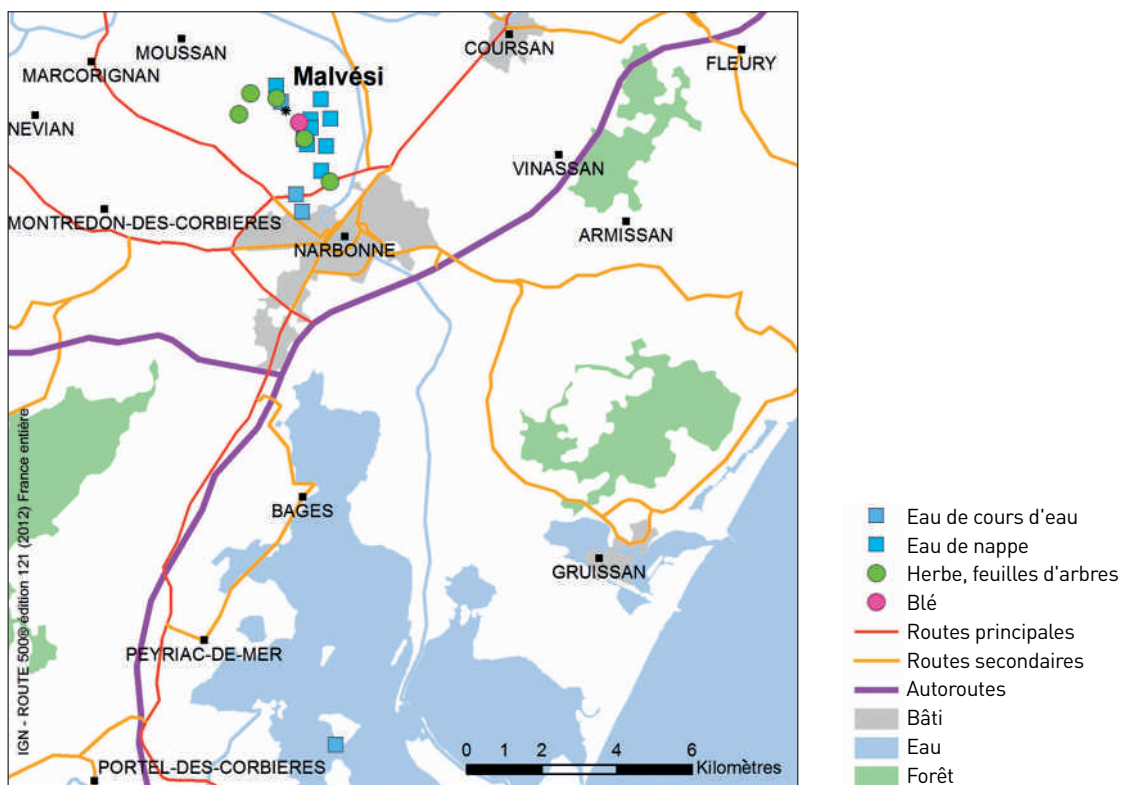 MOUSSAN
COURSAN
FLEURY
MARCORIGNAN
Malvési
NEVIAN
VINASSAN
MONTREDON-DES-CORBIERES
ARMISSAN
NARBONNE
BAGES
GRUISSAN
PEYRIAC-DE-MER
PORTEL-DES-CORBIERES
0 1 2 4 6
Kilomètres
IGN - ROUTE 500® édition 121 (2012) France entière
Eau de cours d'eau
Eau de nappe
Herbe, feuilles d'arbres
Blé
Routes principales
Routes secondaires
Autoroutes
Bâti
Eau
Forêt